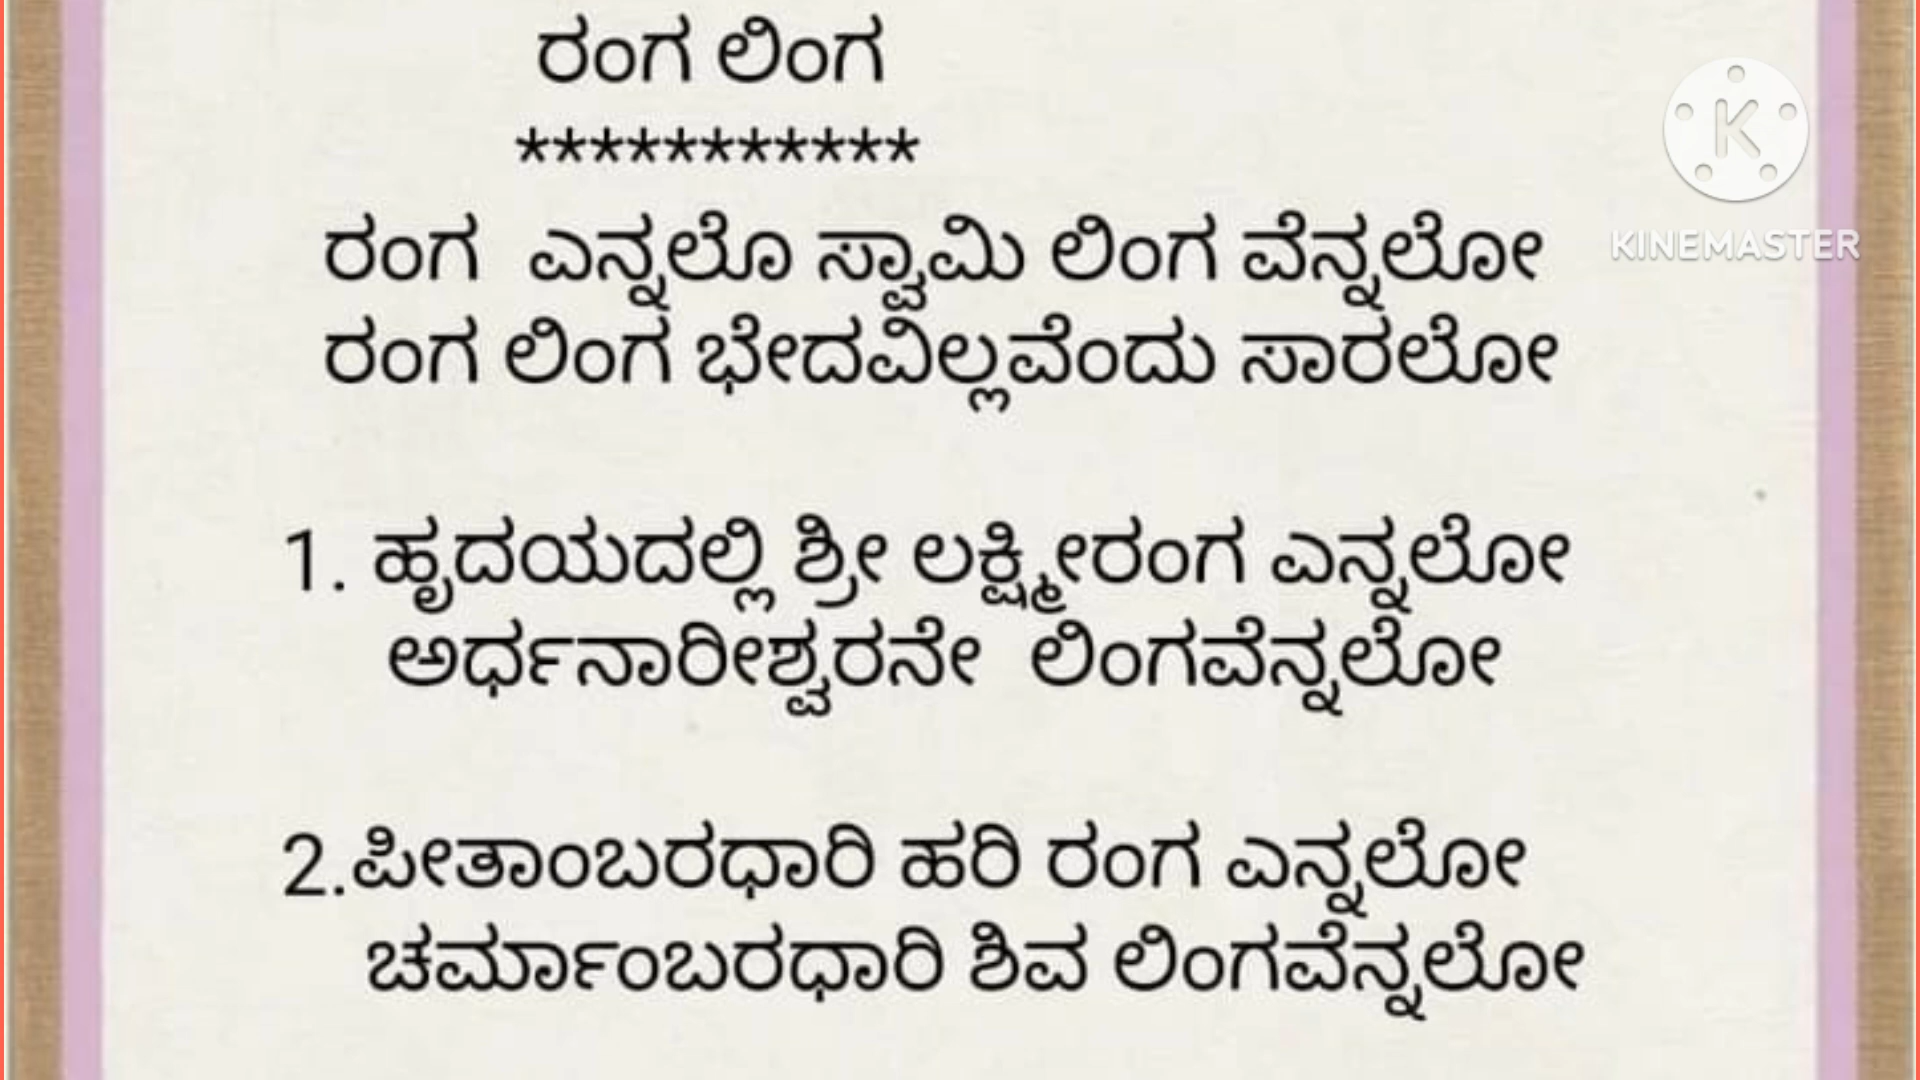 ರಂಗ ಲಿಂಗ
***********
ರಂಗ ಎನ್ನಲೊ ಸ್ವಾಮಿ ಲಿಂಗ ವೆನ್ನಲೋ
ರಂಗ ಲಿಂಗ ಭೇದವಿಲ್ಲವೆಂದು ಸಾರಲೋ
1. ಹೃದಯದಲ್ಲಿ ಶ್ರೀ ಲಕ್ಷ್ಮೀರಂಗ ಎನ್ನಲೋ
ಅರ್ಧನಾರೀಶ್ವರನೇ ಲಿಂಗವೆನ್ನಲೋ
2.ಪೀತಾಂಬರಧಾರಿ ಹರಿ ರಂಗ ಎನ್ನಲೋ
ಚರ್ಮಾಂಬರಧಾರಿ ಶಿವ ಲಿಂಗವೆನ್ನಲೋ
K
KINEMASTER